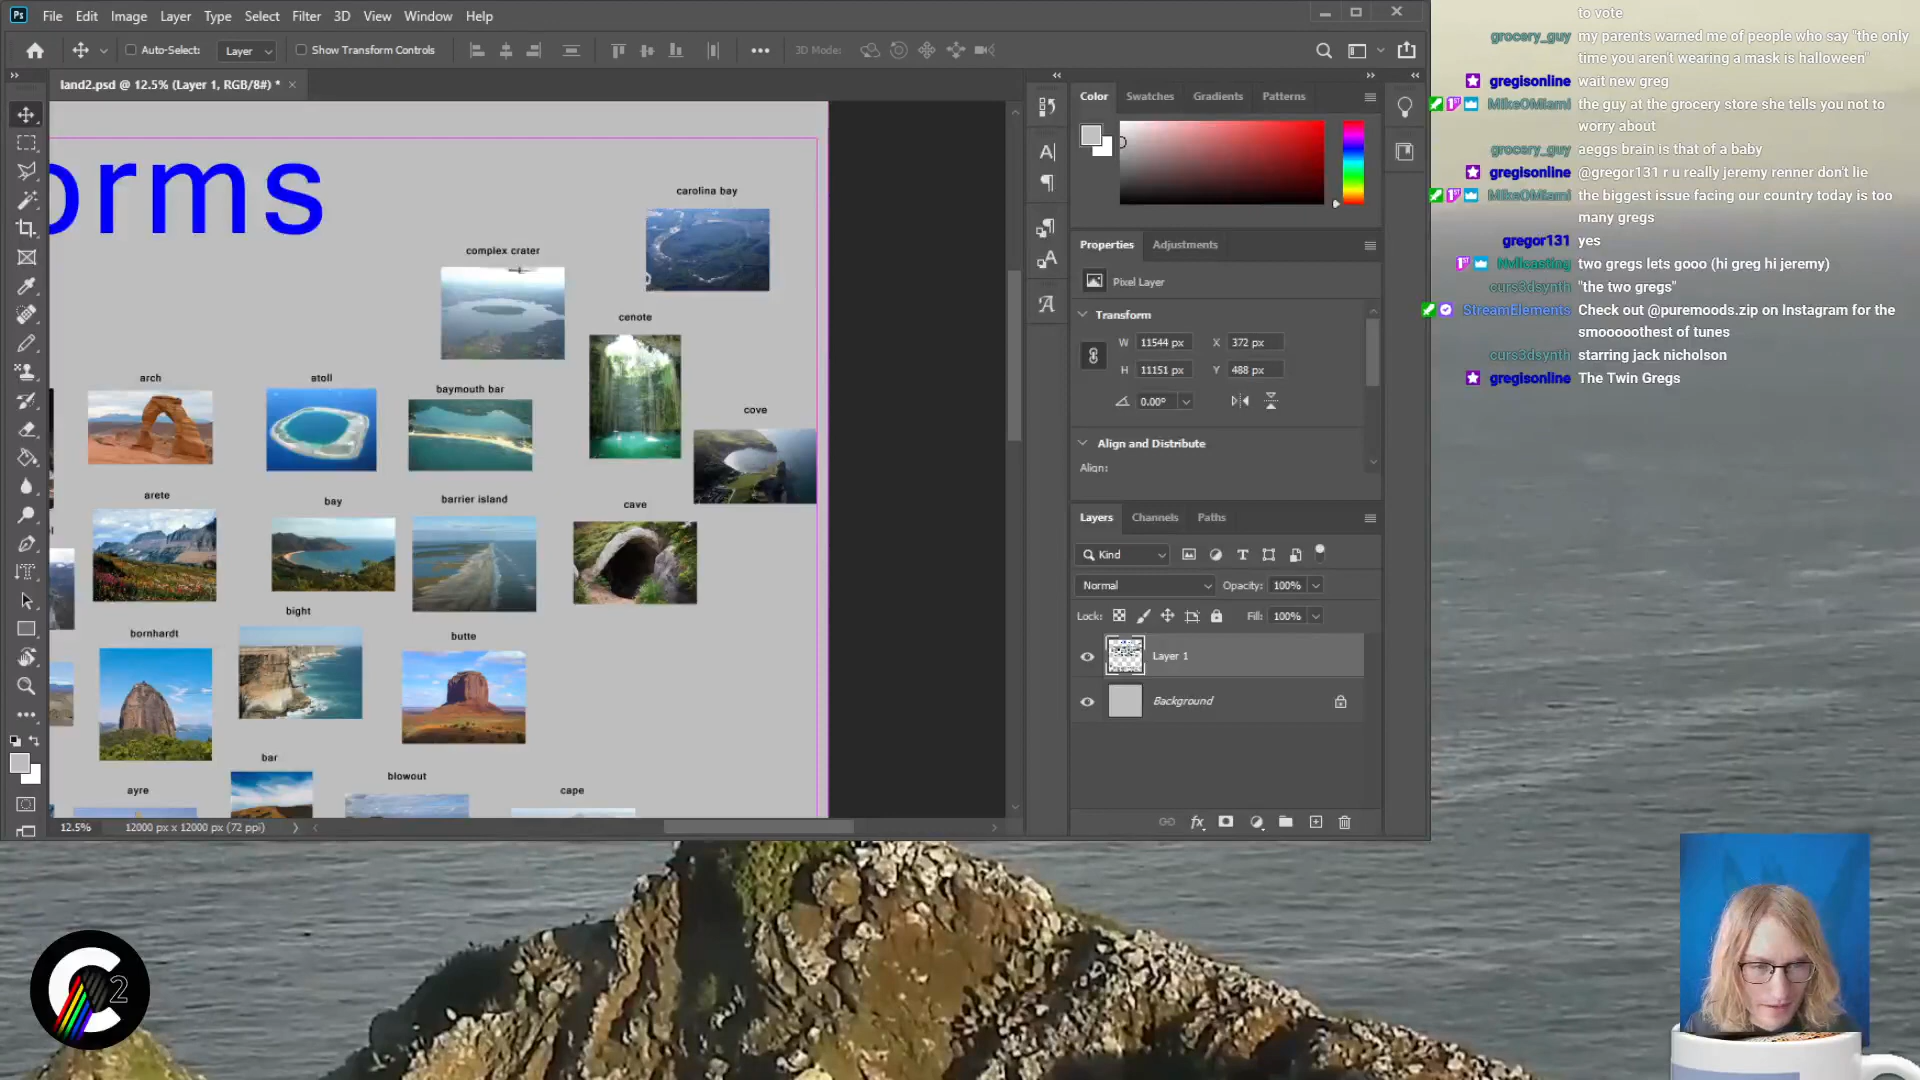 Ps File Edit Image Layer Type Select Filter 3D View Window Help
Auto-Select: Layer Show Transform Controls 3D Mode:
land2.psd @ 12.5% (Layer 1, RGB/8#) *
orms
carolina bay
complex crater
cenote
arch
atoll
baymouth bar
cove
arete
bay
barrier island
cave
bornhardt
bight
butte
bar
blowout
ayre
cape
12.5% 12000 px x 12000 px (72 ppi)
Color Swatches Gradients Patterns
Properties Adjustments
Pixel Layer
Transform
W 11544 px X 372 px
H 11151 px Y 488 px
0.00°
Align and Distribute
Align:
Layers Channels Paths
Kind
Normal Opacity: 100%
Lock: Fill: 100%
Layer 1
Background
to vote
grocery_guy my parents warned me of people who say "the only
time you aren't wearing a mask is halloween"
gregisonline wait new greg
MikeOMiami the guy at the grocery store she tells you not to
worry about
grocery_guy aeggs brain is that of a baby
gregisonline @gregor131 r u really jeremy renner don't lie
MikeOMiami the biggest issue facing our country today is too
many gregs
gregor131 yes
two gregs lets gooo (hi greg hi jeremy)
curs3dsynth "the two gregs"
StreamElements Check out @puremoods.zip on Instagram for the
smooooothest of tunes
curs3dsynth starring jack nicholson
gregisonline The Twin Gregs
C 2